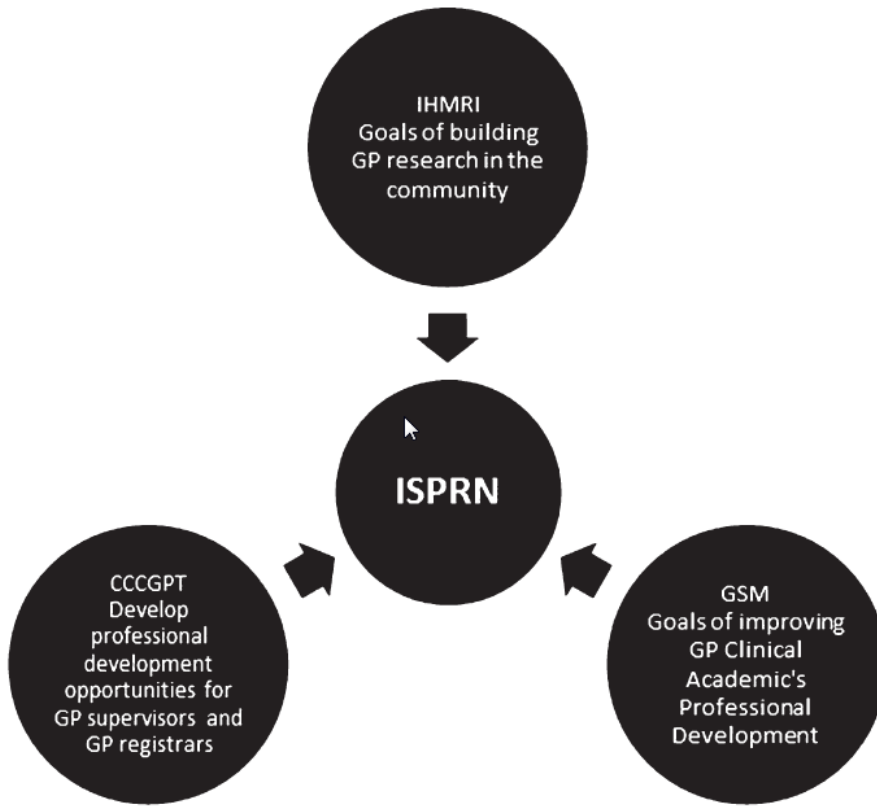 IHMRI
Goals of building
GP research in the
community
ISPRN
CCCGPT
Develop
professional
development
opportunities for
GP supervisors and
GP registrars
GSM
Goals of improving
GP Clinical
Academic's
Professional
Development